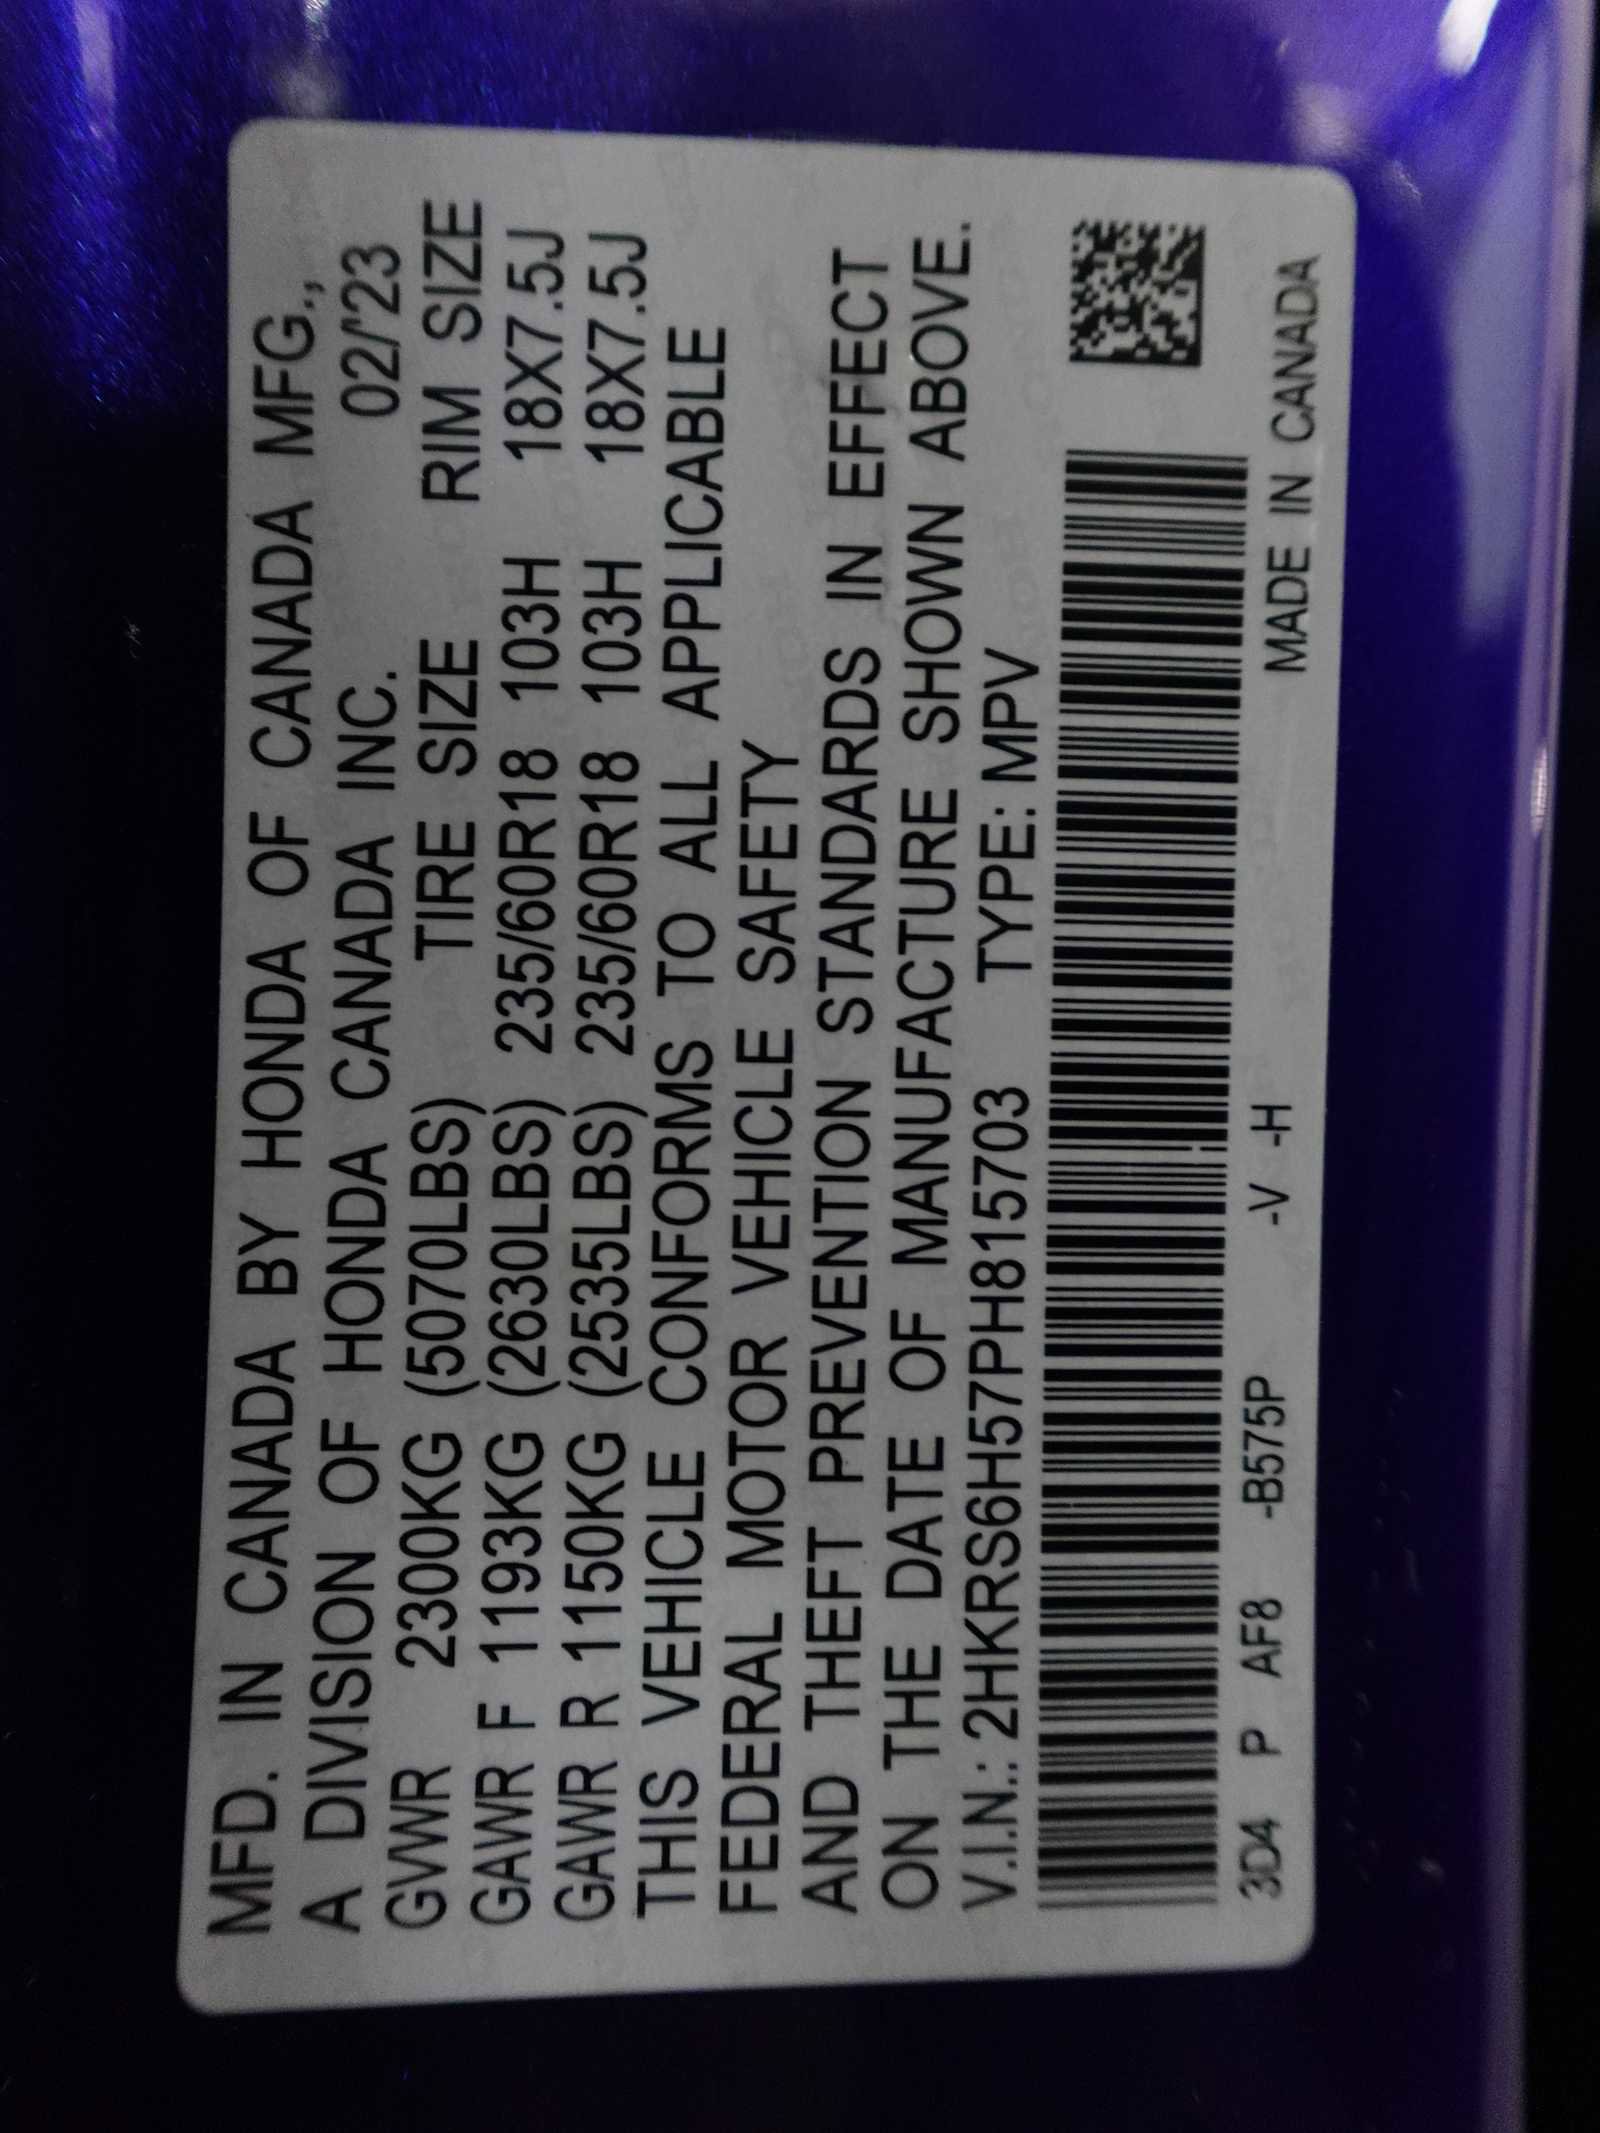 MFD. IN CANADA BY HONDA OF CANADA MFG.,
A DIVISION OF HONDA CANADA INC. 02/'23
GVWR 2300KG (5070LBS) TIRE SIZE RIM SIZE
GAWR F 1193KG (2630LBS) 235/60R18 103H 18X7.5J
GAWR R 1150KG (2535LBS) 235/60R18 103H 18X7.5J
THIS VEHICLE CONFORMS TO ALL APPLICABLE
FEDERAL MOTOR VEHICLE SAFETY
AND THEFT PREVENTION STANDARDS IN EFFECT
ON THE DATE OF MANUFACTURE SHOWN ABOVE.
V.I.N.: 2HKRS6H57PH815703 TYPE: MPV
3D4 P AF8 -B575P -V -H MADE IN CANADA